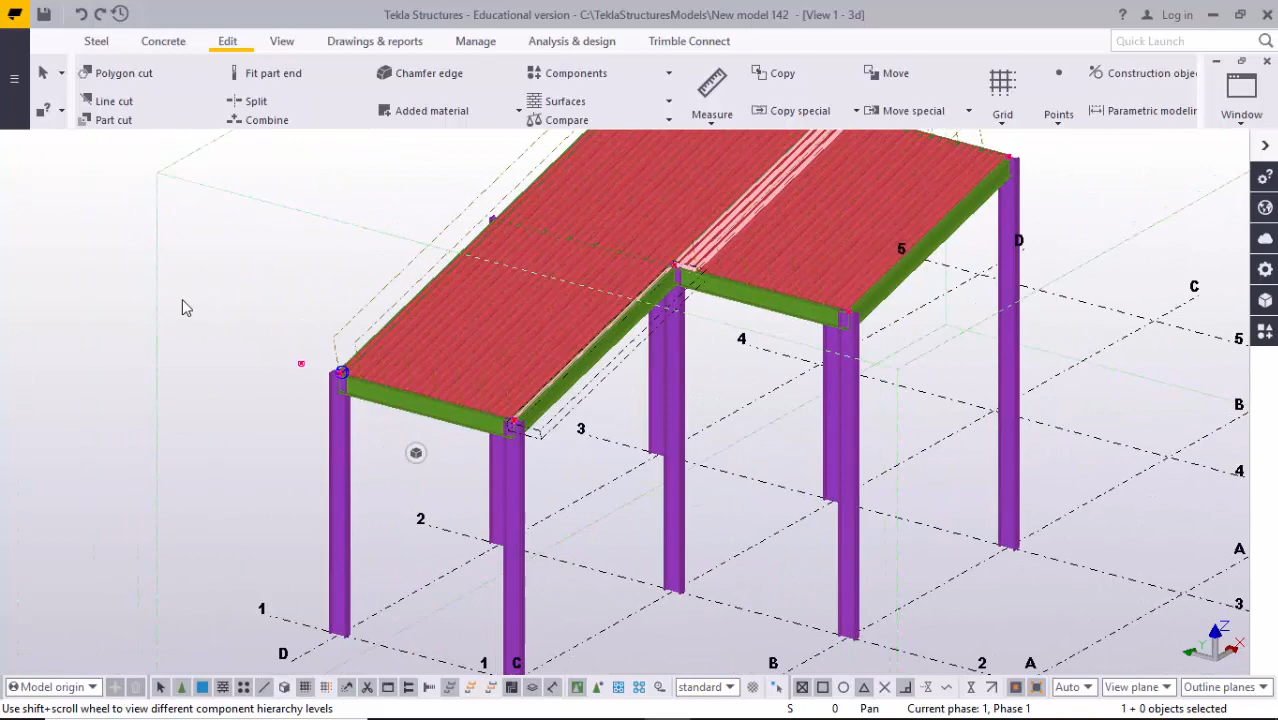 Tekla Structures - Educational version - C:\TeklaStructuresModels\New model 142 - [View 1 - 3d]
Log in
Steel Concrete Edit View Drawings & reports Manage Analysis & design Trimble Connect
Quick Launch
Polygon cut
Line cut
Part cut
Fit part end
Split
Combine
Chamfer edge
Added material
Components
Surfaces
Compare
Measure
Copy
Copy special
Move
Move special
Grid
Points
Construction obje
Parametric modelin
Window
5 D
C
4
5
B
3
4
2
A
1
3
D
1 C B 2 A
Z
Y
X
Model origin
standard
Auto
View plane
Outline planes
Use shift+scroll wheel to view different component hierarchy levels
S 0 Pan Current phase: 1, Phase 1 1 + 0 objects selected